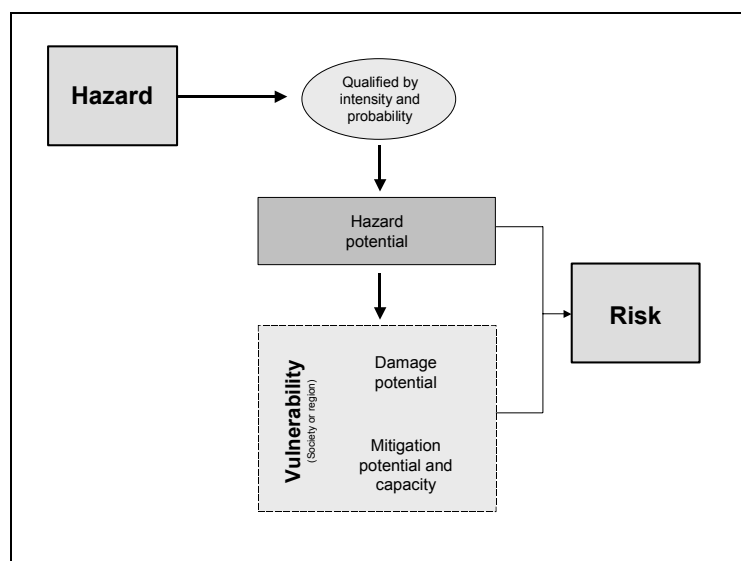 Hazard
Qualified by
intensity and
probability
Hazard
potential
Risk
Vulnerability
(Society or region)
Damage
potential
Mitigation
potential and
capacity